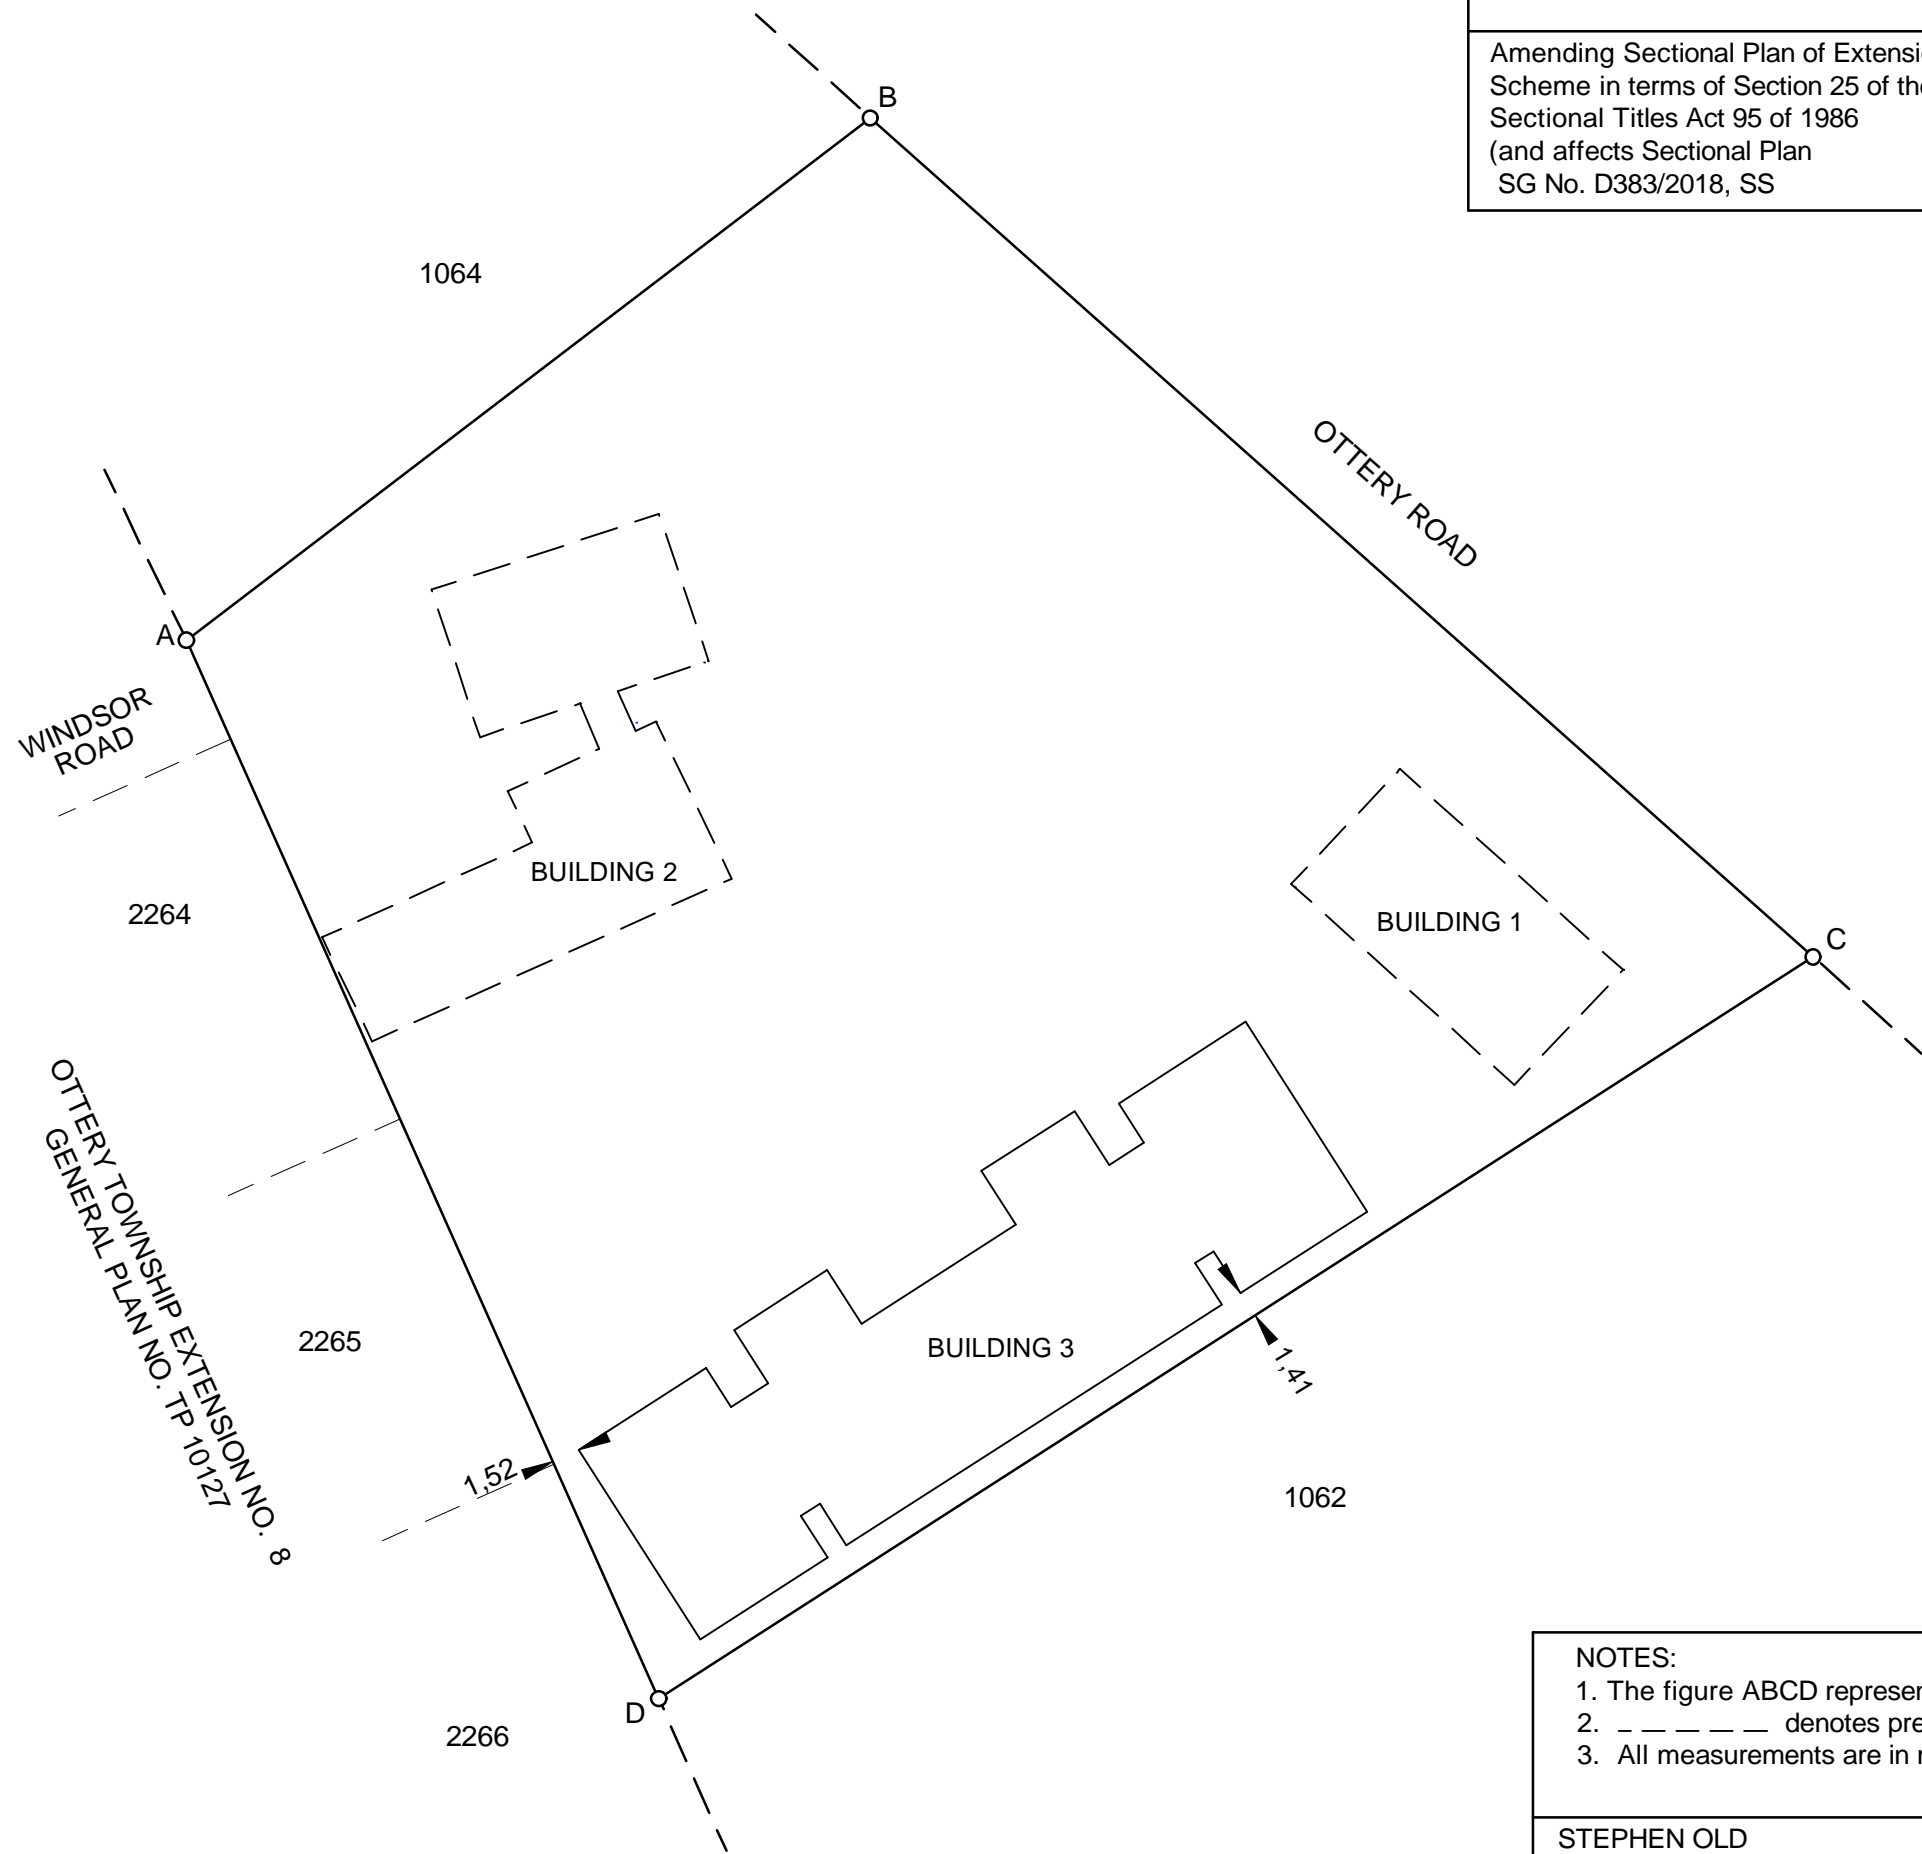 Amending Sectional Plan of Extensi
Scheme in terms of Section 25 of the
Sectional Titles Act 95 of 1986
(and affects Sectional Plan
SG No. D383/2018, SS
B
1064
OTTERY ROAD
A
WINDSOR
ROAD
BUILDING 2
2264
BUILDING 1
C
OTTERY TOWNSHIP EXTENSION NO. 8
GENERAL PLAN NO. TP 10127
2265
BUILDING 3
1,41
1,52
1062
D
2266
NOTES:
1. The figure ABCD represen
2. _ _ _ _ _ denotes pre
3. All measurements are in
STEPHEN OLD